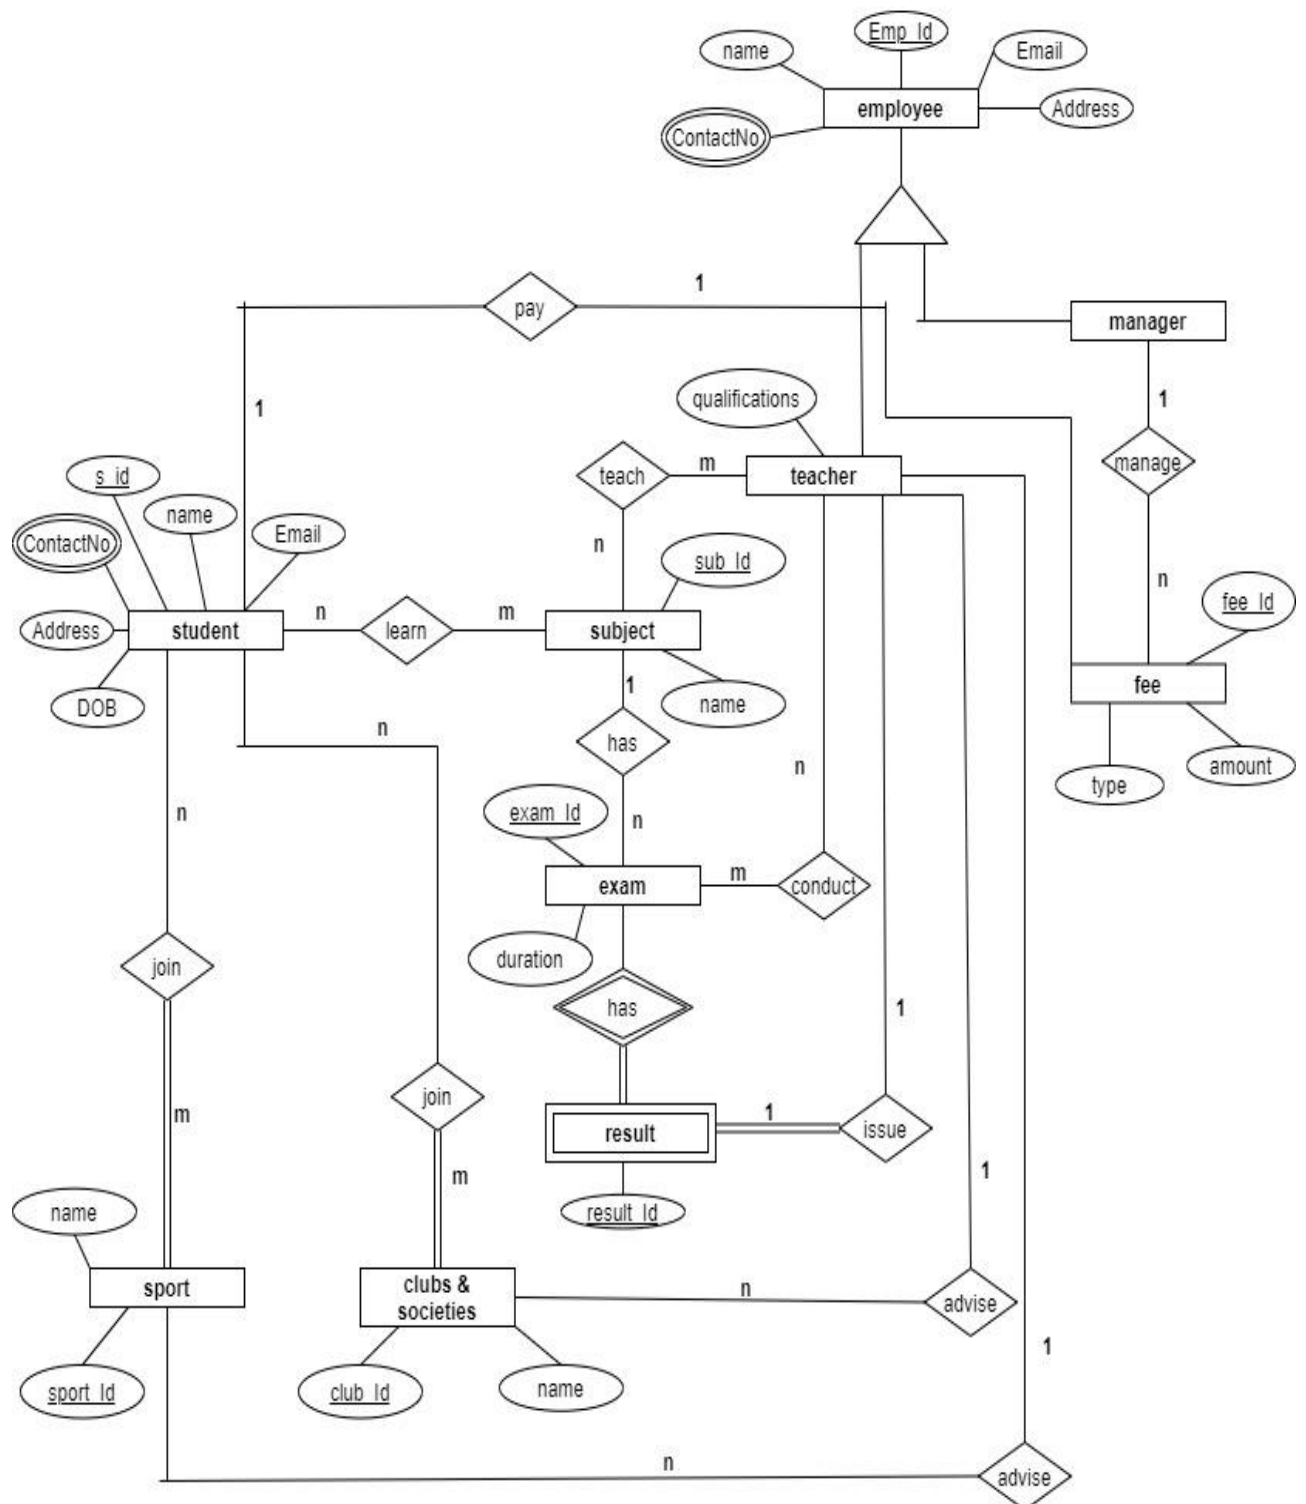 Emp_Id
name
Email
employee
Address
ContactNo
1
pay
manager
qualifications
1
1
manage
s_id
teach
m
teacher
name
ContactNo
Email
n
sub_Id
n
fee_Id
Address
student
n
learn
m
subject
DOB
1
name
fee
n
has
n
type
amount
n
exam_Id
n
exam
m
conduct
duration
join
has
1
join
m
result
1
issue
m
1
name
result_Id
sport
clubs &
societies
n
advise
1
sport_Id
club_Id
name
n
advise